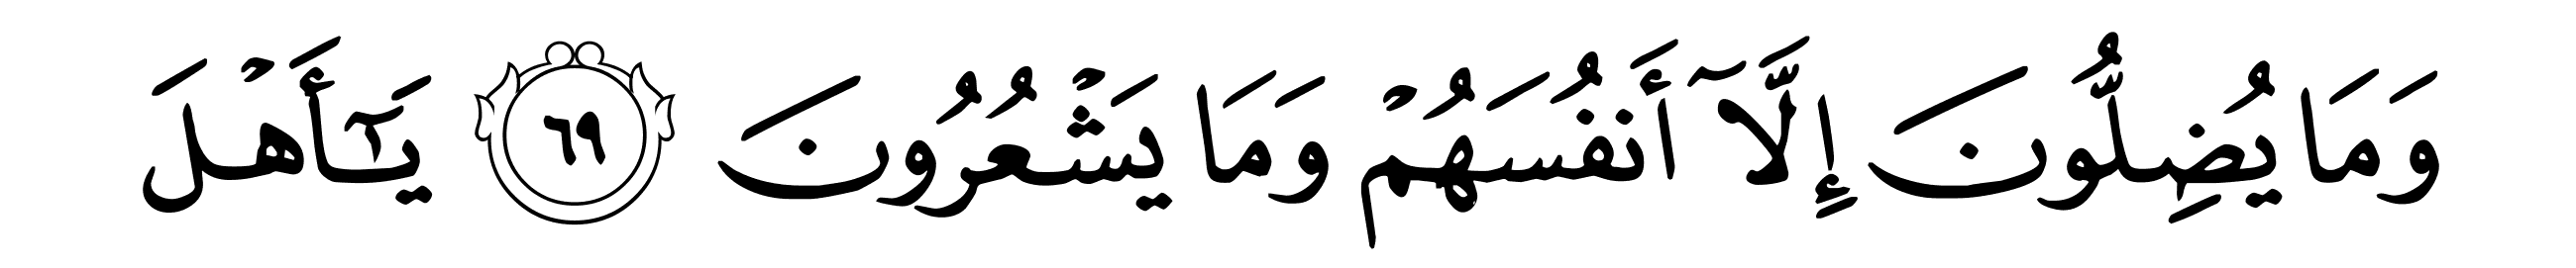 وَمَا يُضِلُّونَ إِلَّآ أَنفُسَهُمْ وَمَا يَشْعُرُونَ ٦٩ يَـٰٓأَهْلَ